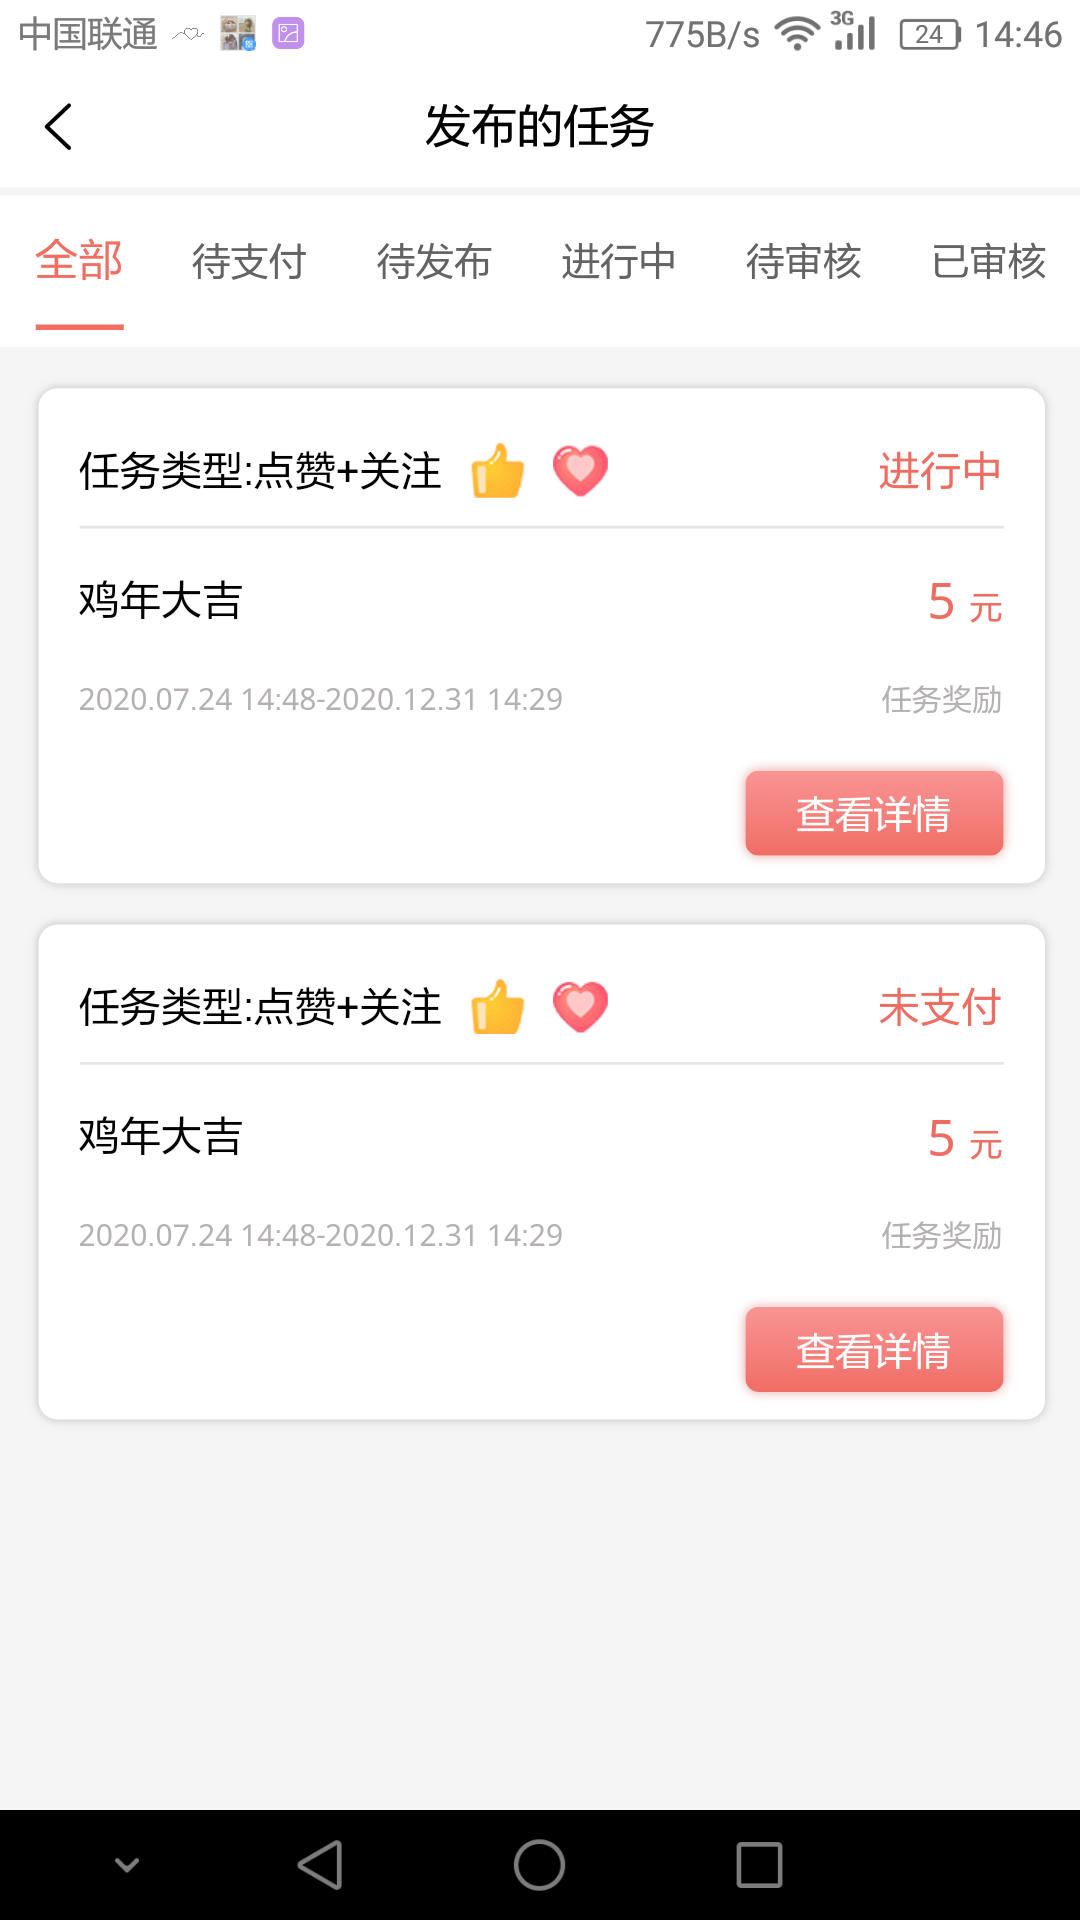 中国联通 775B/s 3G 24 14:46
发布的任务
全部 待支付 待发布 进行中 待审核 已审核
任务类型:点赞+关注 进行中
鸡年大吉 5 元
2020.07.24 14:48-2020.12.31 14:29 任务奖励
查看详情
任务类型:点赞+关注 未支付
鸡年大吉 5 元
2020.07.24 14:48-2020.12.31 14:29 任务奖励
查看详情